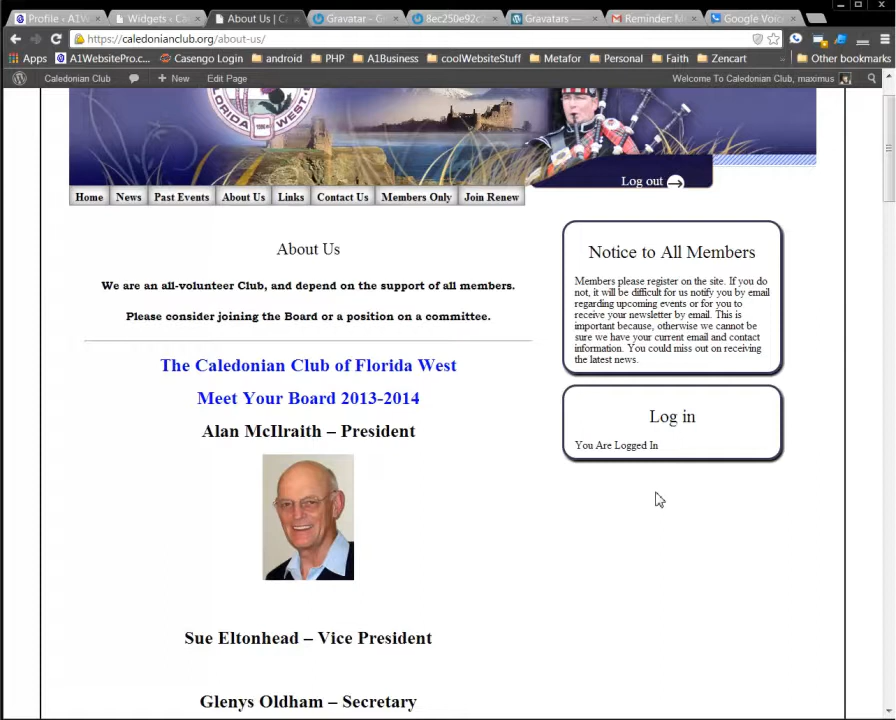 Profile ‹ A1W
Widgets ‹ Ca
About Us | Ca
Gravatar - G
8ec250e92c
Gravatars —
Reminder: M
Google Voice
https://caledonianclub.org/about-us/
Apps A1WebsitePro.c... Casengo Login android PHP A1Business coolWebsiteStuff Metafor Personal Faith Zencart Other bookmarks
Caledonian Club + New Edit Page Welcome To Caledonian Club, maximus
FLORIDA WEST
Log out
Home News Past Events About Us Links Contact Us Members Only Join Renew
About Us
We are an all-volunteer Club, and depend on the support of all members.
Please consider joining the Board or a position on a committee.
The Caledonian Club of Florida West
Meet Your Board 2013-2014
Alan McIlraith – President
Sue Eltonhead – Vice President
Glenys Oldham – Secretary
Notice to All Members
Members please register on the site. If you do
not, it will be difficult for us notify you by email
regarding upcoming events or for you to
receive your newsletter by email. This is
important because, otherwise we cannot be
sure we have your current email and contact
information. You could miss out on receiving
the latest news.
Log in
You Are Logged In